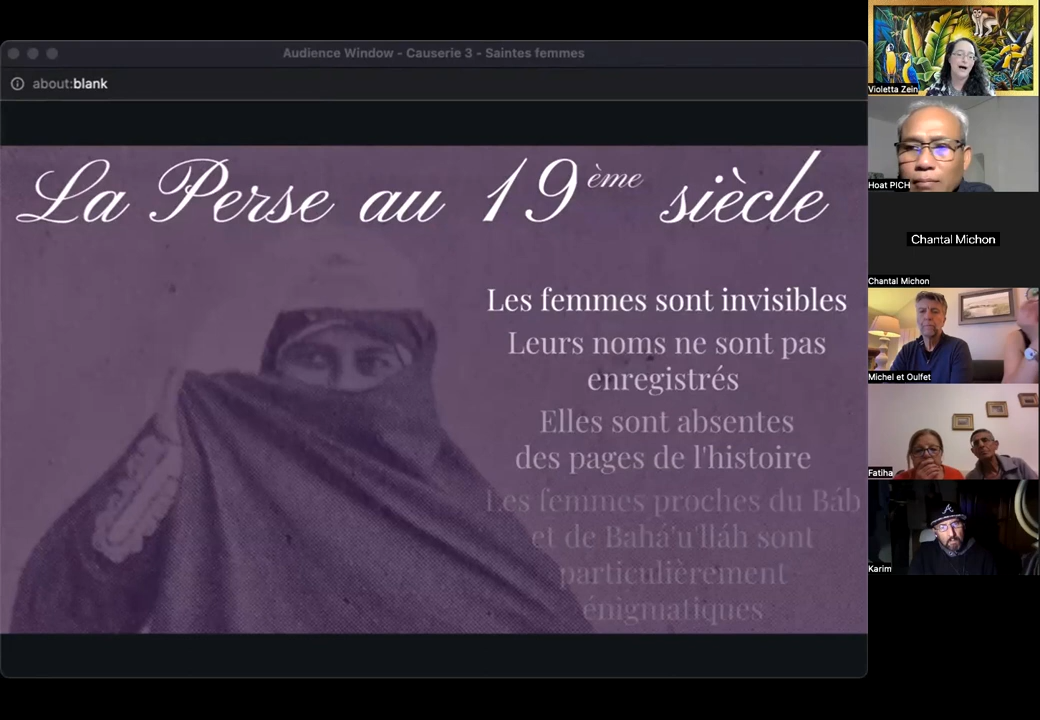 Audience Window - Causerie 3 - Saintes femmes
about:blank
La Perse au 19ème siècle
Les femmes sont invisibles
Leurs noms ne sont pas
enregistrés
Elles sont absentes
des pages de l'histoire
Les femmes proches du Báb
et de Bahá'u'lláh sont
particulièrement
énigmatiques
Violetta Zein
Hoat PICH
Chantal Michon
Chantal Michon
Michel et Oulfet
Fatiha
Karim